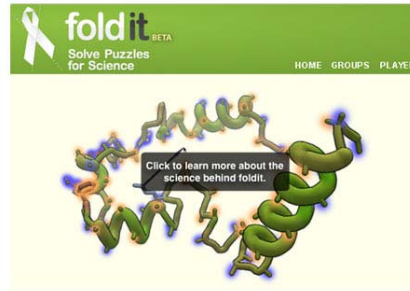 foldit BETA
Solve Puzzles
for Science
HOME GROUPS PLAYE
Click to learn more about the
science behind foldit.